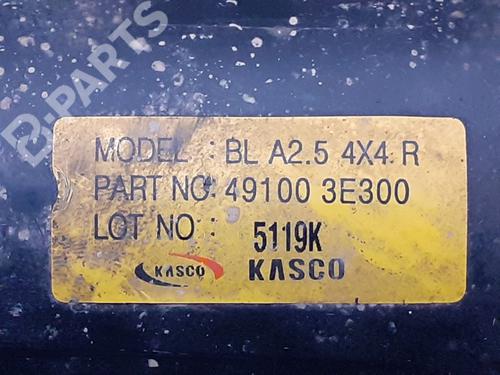 B-PARTS
MODEL : BL A2.5 4X4 R
PART NO: 49100 3E300
LOT NO : 5119K
KASCO KASCO